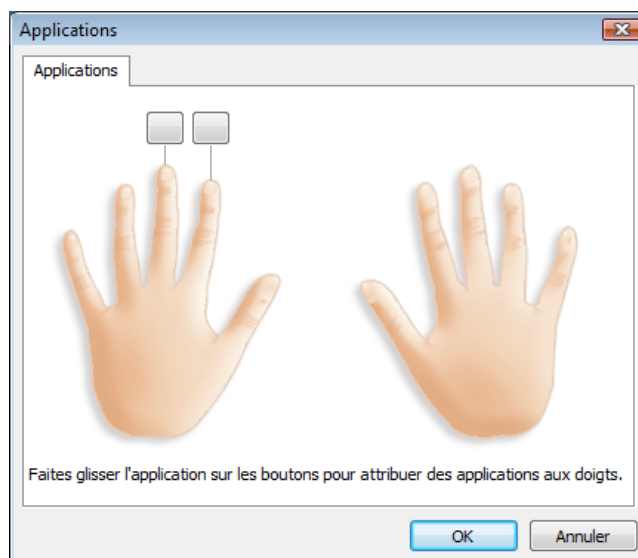 Applications
Applications
Faites glisser l'application sur les boutons pour attribuer des applications aux doigts.
OK
Annuler